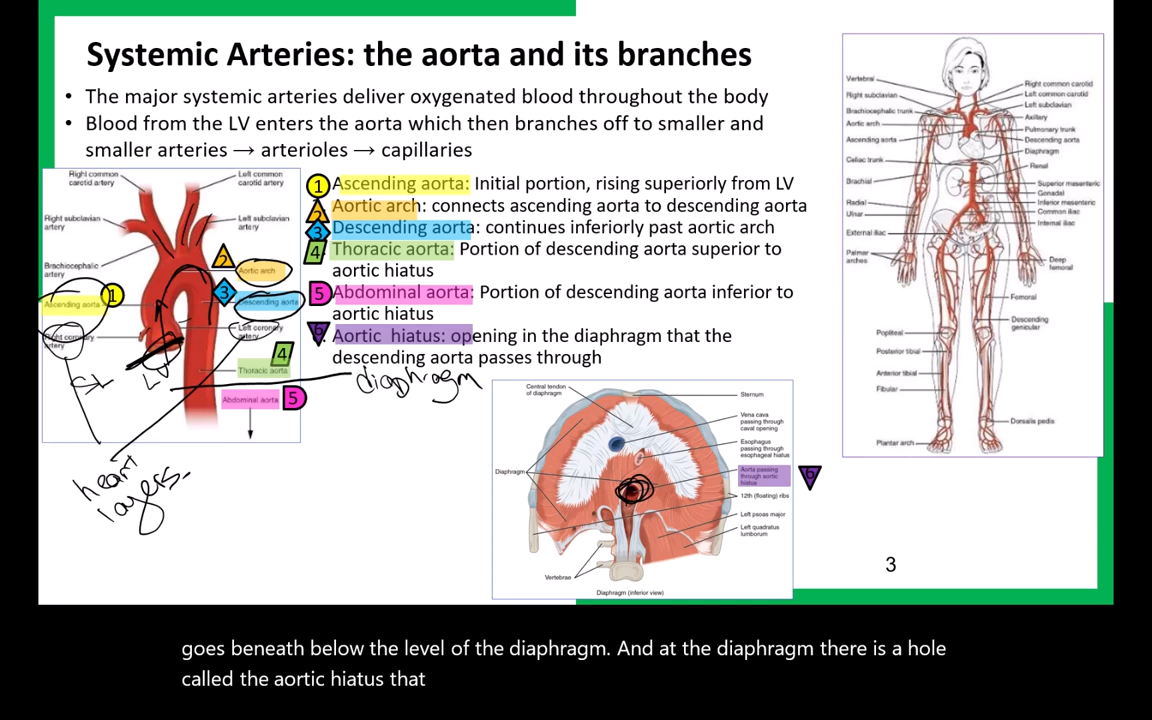 Systemic Arteries: the aorta and its branches
• The major systemic arteries deliver oxygenated blood throughout the body
• Blood from the LV enters the aorta which then branches off to smaller and
smaller arteries → arterioles → capillaries
1 Ascending aorta: Initial portion, rising superiorly from LV
2 Aortic arch: connects ascending aorta to descending aorta
3 Descending aorta: continues inferiorly past aortic arch
4 Thoracic aorta: Portion of descending aorta superior to
aortic hiatus
5 Abdominal aorta: Portion of descending aorta inferior to
aortic hiatus
6. Aortic hiatus: opening in the diaphragm that the
descending aorta passes through
Right common
carotid artery
Left common
carotid artery
Right subclavian
artery
Left subclavian
artery
Brachiocephalic
artery
2
Aortic arch
Ascending aorta
1
3
Descending aorta
Right coronary
artery
Left coronary
artery
4
Thoracic aorta
Abdominal aorta
5
LV
diaphragm
heart
layers.
Central tendon
of diaphragm
Sternum
Vena cava
passing through
caval opening
Esophagus
passing through
esophageal hiatus
Diaphragm
Aorta passing
through aortic
hiatus
6
12th (floating) ribs
Left psoas major
Left quadratus
lumborum
Vertebrae
Diaphragm (inferior view)
Vertebral
Right subclavian
Brachiocephalic trunk
Aortic arch
Ascending aorta
Celiac trunk
Brachial
Radial
Ulnar
External iliac
Palmar
arches
Popliteal
Posterior tibial
Anterior tibial
Fibular
Plantar arch
Right common carotid
Left common carotid
Left subclavian
Axillary
Pulmonary trunk
Descending aorta
Diaphragm
Renal
Superior mesenteric
Gonadal
Inferior mesenteric
Common iliac
Internal iliac
Deep
femoral
Femoral
Descending
genicular
Dorsalis pedis
3
goes beneath below the level of the diaphragm. And at the diaphragm there is a hole
called the aortic hiatus that